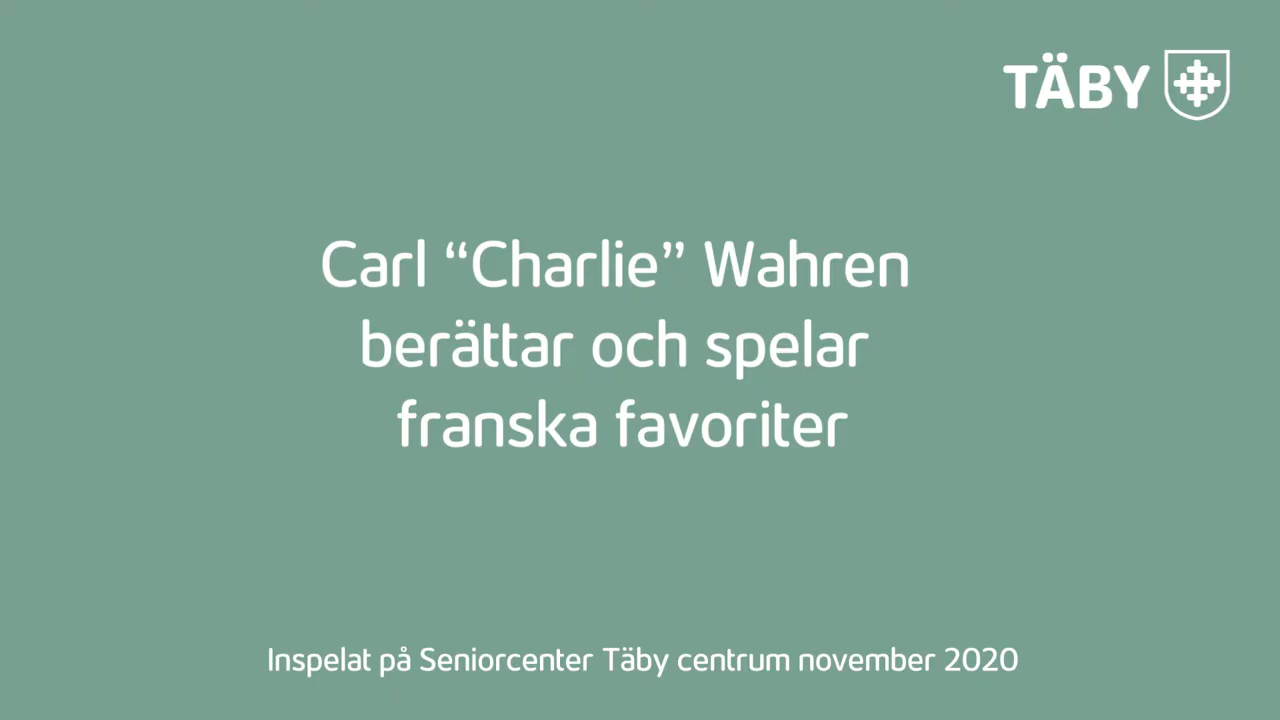 TÄBY
Carl “Charlie” Wahren
berättar och spelar
franska favoriter
Inspelat på Seniorcenter Täby centrum november 2020